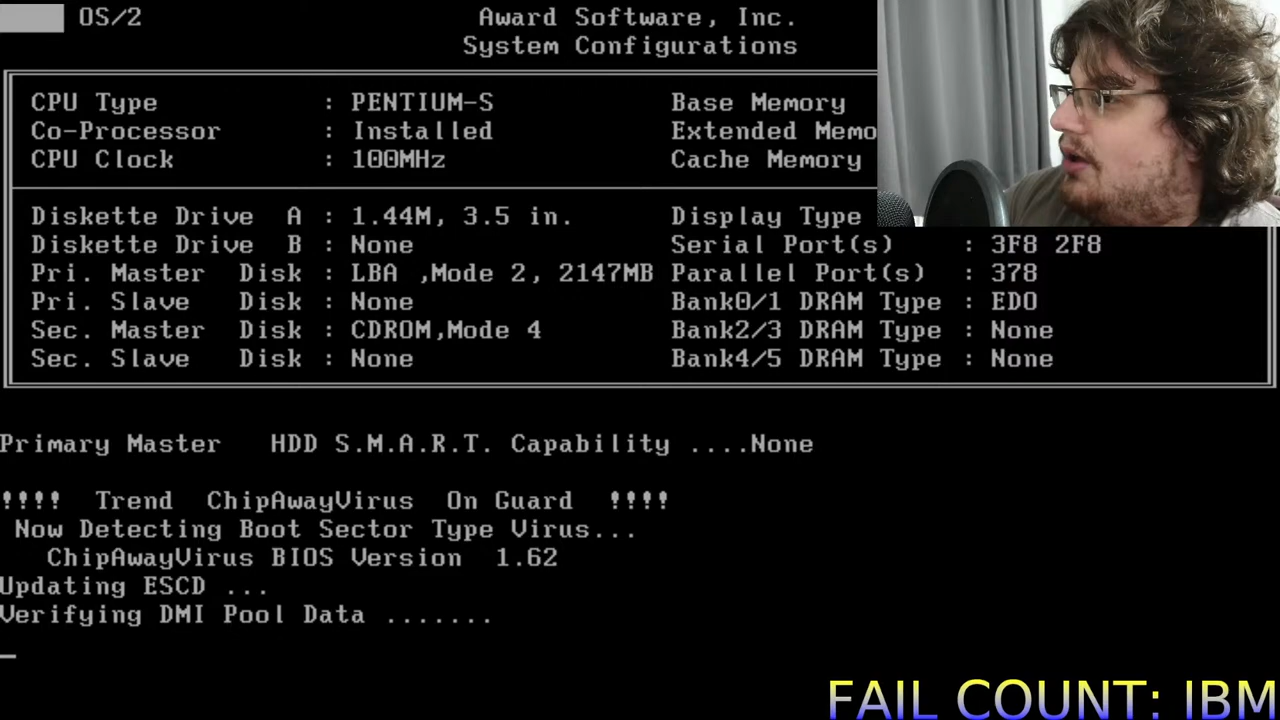 OS/2
Award Software, Inc.
System Configurations
CPU Type : PENTIUM-S Base Memory
Co-Processor : Installed Extended Memo
CPU Clock : 100MHz Cache Memory
Diskette Drive A : 1.44M, 3.5 in. Display Type
Diskette Drive B : None Serial Port(s) : 3F8 2F8
Pri. Master Disk : LBA ,Mode 2, 2147MB Parallel Port(s) : 378
Pri. Slave Disk : None Bank0/1 DRAM Type : EDO
Sec. Master Disk : CDROM,Mode 4 Bank2/3 DRAM Type : None
Sec. Slave Disk : None Bank4/5 DRAM Type : None
Primary Master HDD S.M.A.R.T. Capability ....None
!!!! Trend ChipAwayVirus On Guard !!!!
Now Detecting Boot Sector Type Virus...
ChipAwayVirus BIOS Version 1.62
Updating ESCD ...
Verifying DMI Pool Data .......
FAIL COUNT: IBM